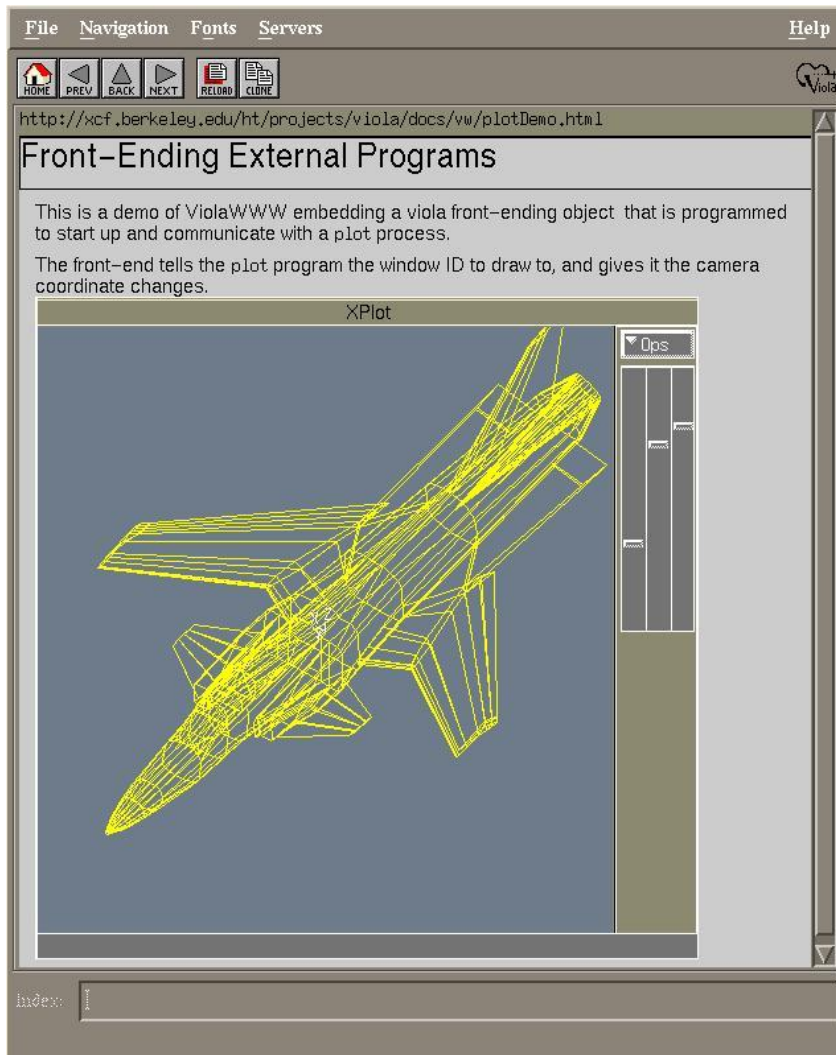 File Navigation Fonts Servers Help
HOME PREV BACK NEXT RELOAD CLONE Viola
http://xcf.berkeley.edu/ht/projects/viola/docs/vw/plotDemo.html
Front-Ending External Programs
This is a demo of ViolaWWW embedding a viola front-ending object that is programmed
to start up and communicate with a plot process.
The front-end tells the plot program the window ID to draw to, and gives it the camera
coordinate changes.
XPlot
Ops
Index: